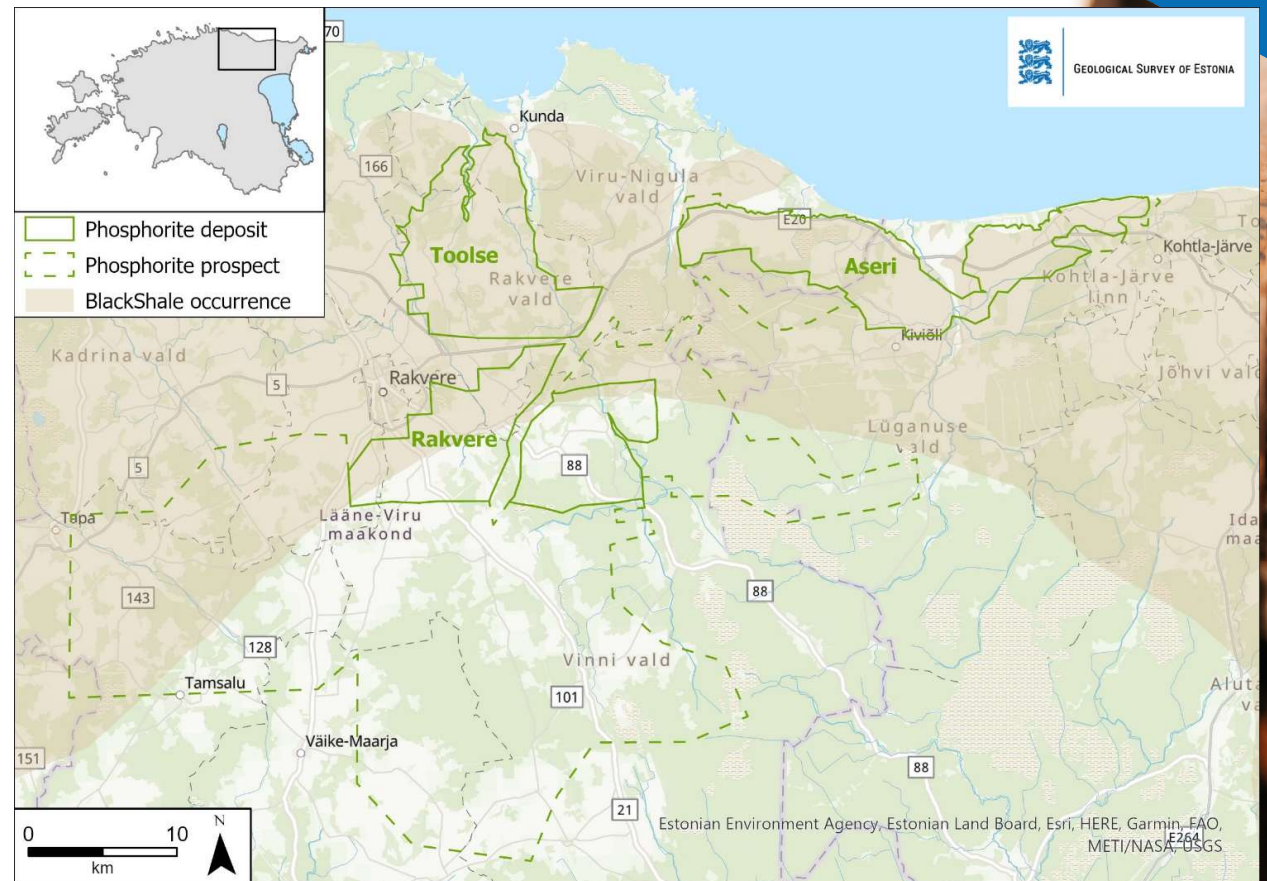 70
GEOLOGICAL SURVEY OF ESTONIA
Kunda
166
Viru-Nigula
vald
Phosphorite deposit
Phosphorite prospect
BlackShale occurrence
E20
To
Toolse
Rakvere
vald
Aseri
Kohtla-Järve
Kohtla-Järve
linn
Kiviõli
Kadrina vald
5
Rakvere
Jõhvi vald
Rakvere
Lüganuse
vald
5
88
Tapa
Lääne-Viru
maakond
Ida
maa
143
88
128
Vinni vald
Tamsalu
101
Aluta
va
Väike-Maarja
151
88
21
0 10
km
N
Estonian Environment Agency, Estonian Land Board, Esri, HERE, Garmin, FAO,
METI/NASA, USGS
E264